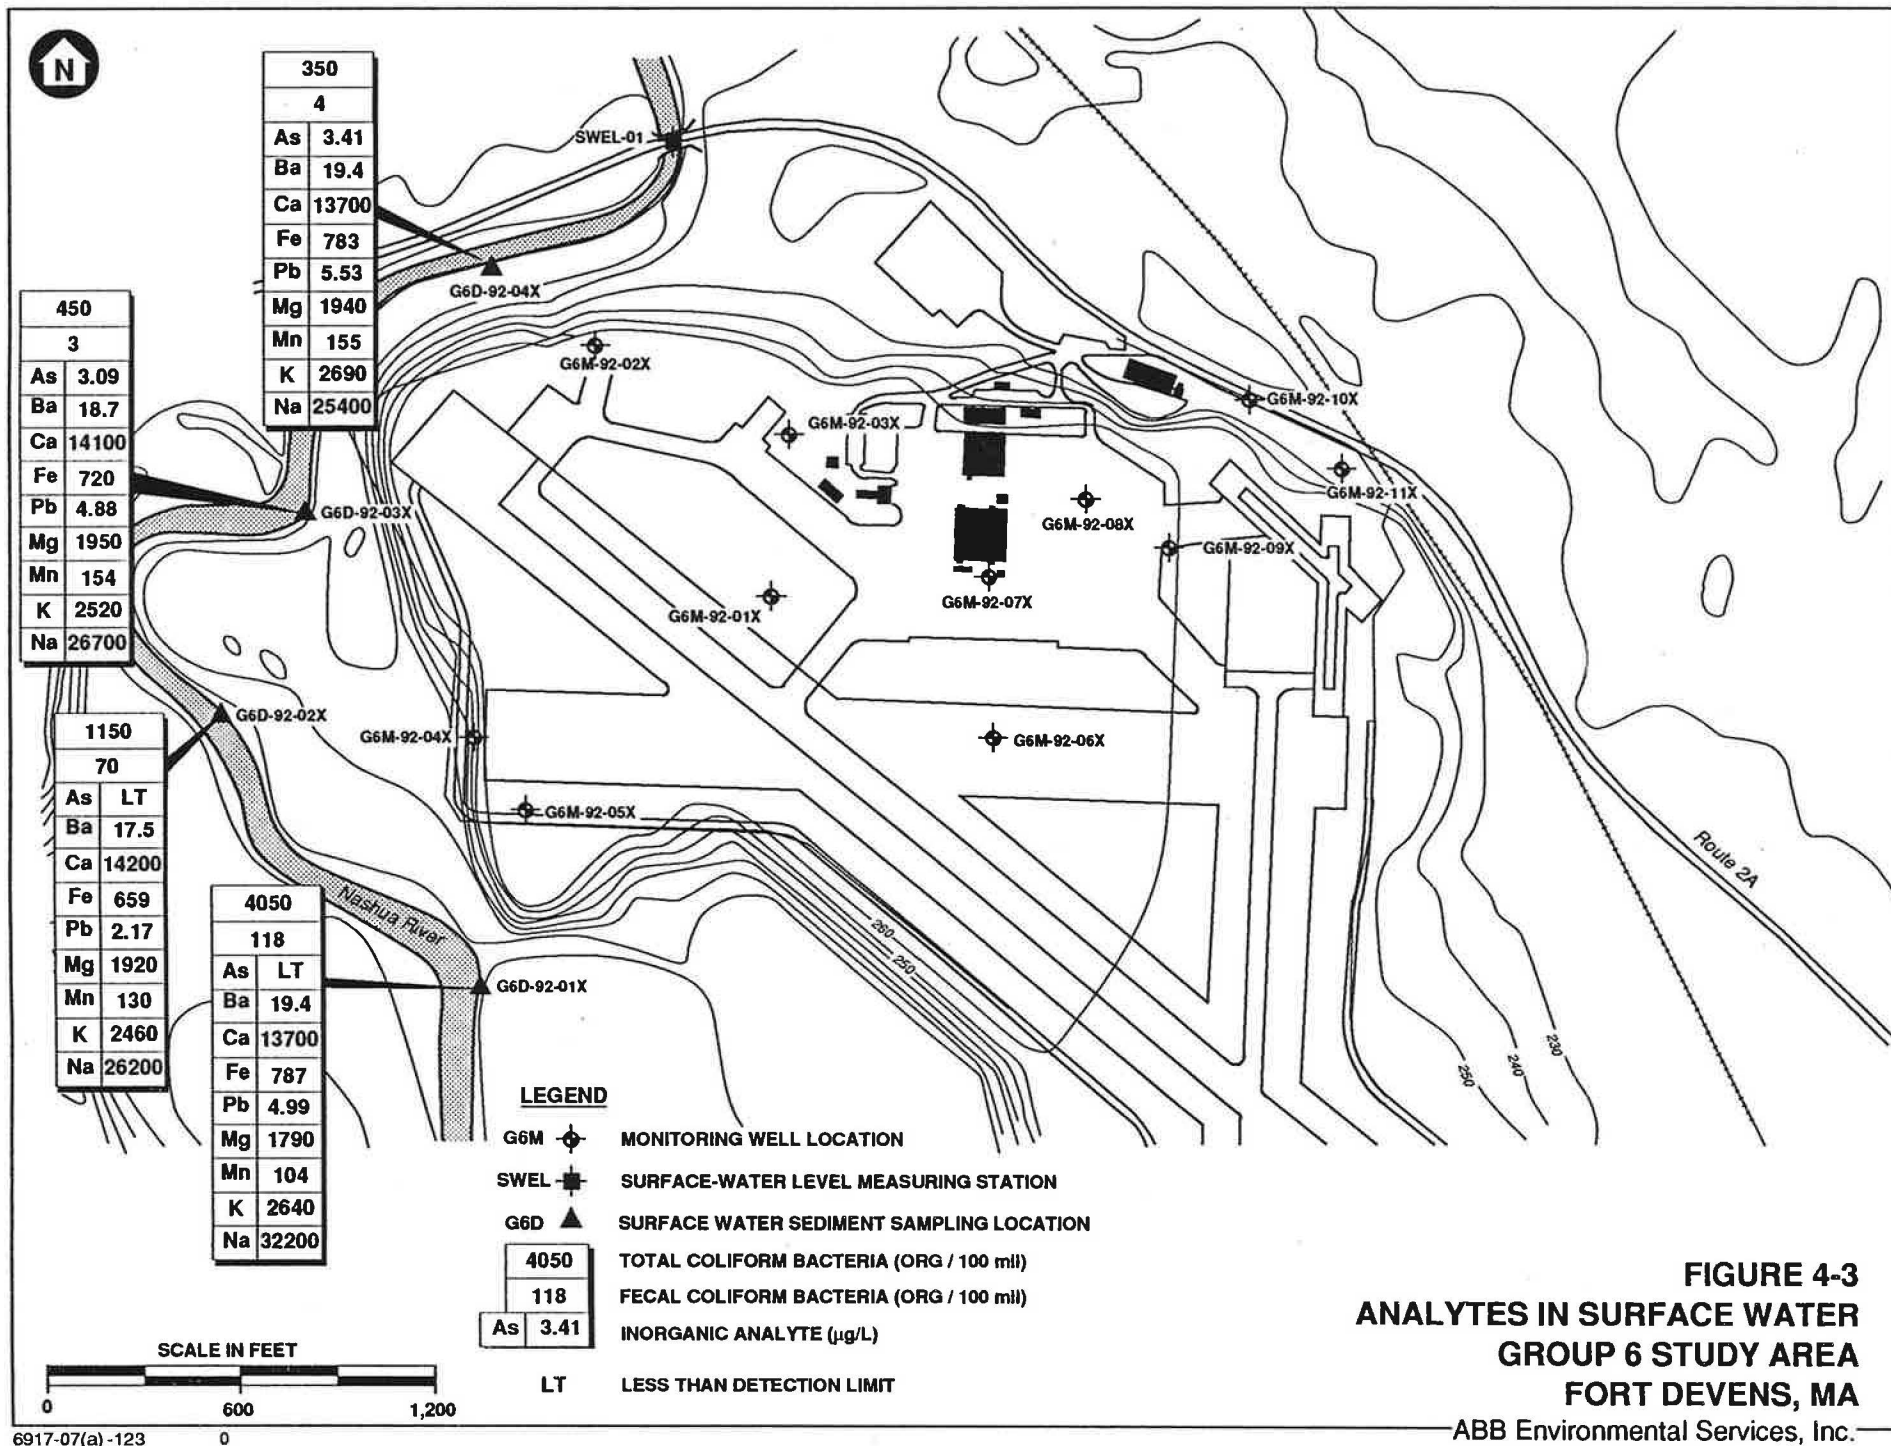 N
350
4
As 3.41
Ba 19.4
Ca 13700
Fe 783
Pb 5.53
Mg 1940
Mn 155
K 2690
Na 25400
450
3
As 3.09
Ba 18.7
Ca 14100
Fe 720
Pb 4.88
Mg 1950
Mn 154
K 2520
Na 26700
1150
70
As LT
Ba 17.5
Ca 14200
Fe 659
Pb 2.17
Mg 1920
Mn 130
K 2460
Na 26200
4050
118
As LT
Ba 19.4
Ca 13700
Fe 787
Pb 4.99
Mg 1790
Mn 104
K 2640
Na 32200
SWEL-01
G6D-92-04X
G6M-92-02X
G6M-92-03X
G6M-92-10X
G6M-92-11X
G6D-92-03X
G6M-92-08X
G6M-92-09X
G6M-92-07X
G6M-92-01X
G6D-92-02X
G6M-92-04X
G6M-92-06X
G6M-92-05X
Route 2A
Nashua River
260
250
G6D-92-01X
250
240
230
LEGEND
G6M MONITORING WELL LOCATION
SWEL SURFACE-WATER LEVEL MEASURING STATION
G6D SURFACE WATER SEDIMENT SAMPLING LOCATION
4050 TOTAL COLIFORM BACTERIA (ORG / 100 mll)
118 FECAL COLIFORM BACTERIA (ORG / 100 mll)
As 3.41 INORGANIC ANALYTE (µg/L)
LT LESS THAN DETECTION LIMIT
SCALE IN FEET
0 600 1,200
FIGURE 4-3
ANALYTES IN SURFACE WATER
GROUP 6 STUDY AREA
FORT DEVENS, MA
ABB Environmental Services, Inc.
6917-07(a) -123 0